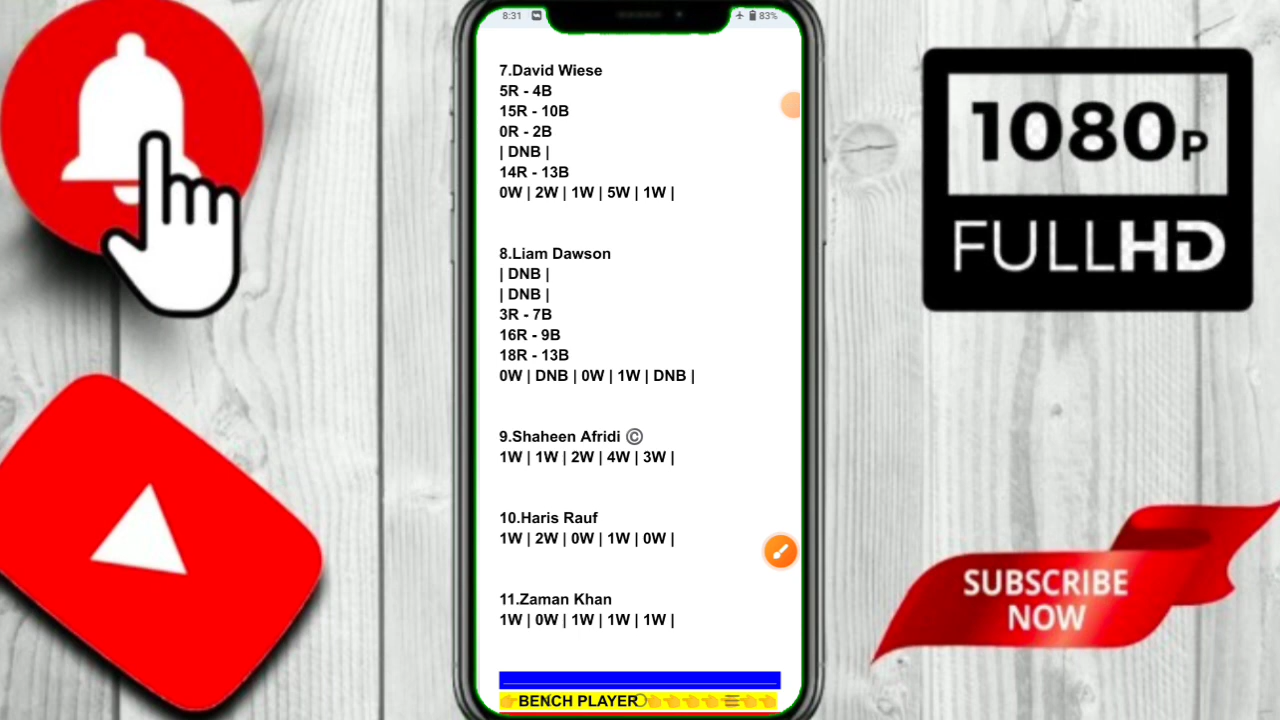 8:31
83%
7.David Wiese
5R - 4B
15R - 10B
0R - 2B
| DNB |
14R - 13B
0W | 2W | 1W | 5W | 1W |
8.Liam Dawson
| DNB |
| DNB |
3R - 7B
16R - 9B
18R - 13B
0W | DNB | 0W | 1W | DNB |
9.Shaheen Afridi ©
1W | 1W | 2W | 4W | 3W |
10.Haris Rauf
1W | 2W | 0W | 1W | 0W |
11.Zaman Khan
1W | 0W | 1W | 1W | 1W |
👉BENCH PLAYER👈👈👈👈👈👈
1080P
FULLHD
SUBSCRIBE
NOW